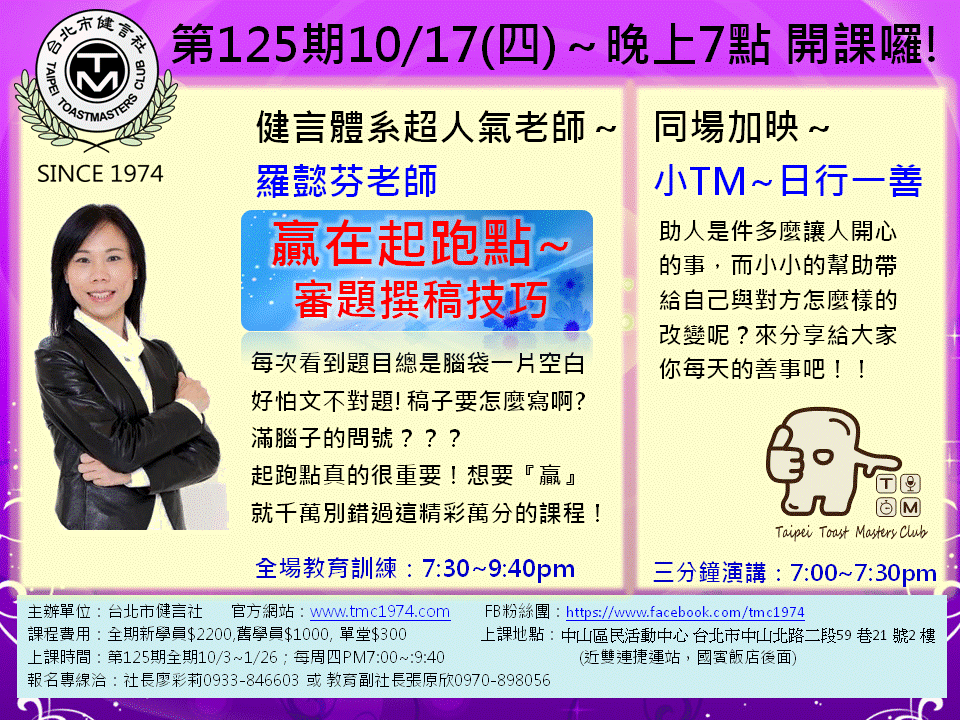 第125期10/17(四)～晚上7點 開課囉!
台北市健言社
TM
TAIPEI TOASTMASTERS CLUB
SINCE 1974
健言體系超人氣老師～
羅懿芬老師
贏在起跑點~
審題撰稿技巧
每次看到題目總是腦袋一片空白
好怕文不對題! 稿子要怎麼寫啊?
滿腦子的問號？？？
起跑點真的很重要！想要『贏』
就千萬別錯過這精彩萬分的課程！
全場教育訓練：7:30~9:40pm
同場加映～
小TM~日行一善
助人是件多麼讓人開心
的事，而小小的幫助帶
給自己與對方怎麼樣的
改變呢？來分享給大家
你每天的善事吧！！
T
M
Taipei Toast Masters Club
三分鐘演講：7:00~7:30pm
主辦單位：台北市健言社 官方網站：www.tmc1974.com FB粉絲團：https://www.facebook.com/tmc1974
課程費用：全期新學員$2200,舊學員$1000, 單堂$300 上課地點：中山區民活動中心 台北市中山北路二段59 巷21 號2 樓
上課時間：第125期全期10/3~1/26；每周四PM7:00~:9:40 (近雙連捷運站，國賓飯店後面)
報名專線洽：社長廖彩莉0933-846603 或 教育副社長張原欣0970-898056